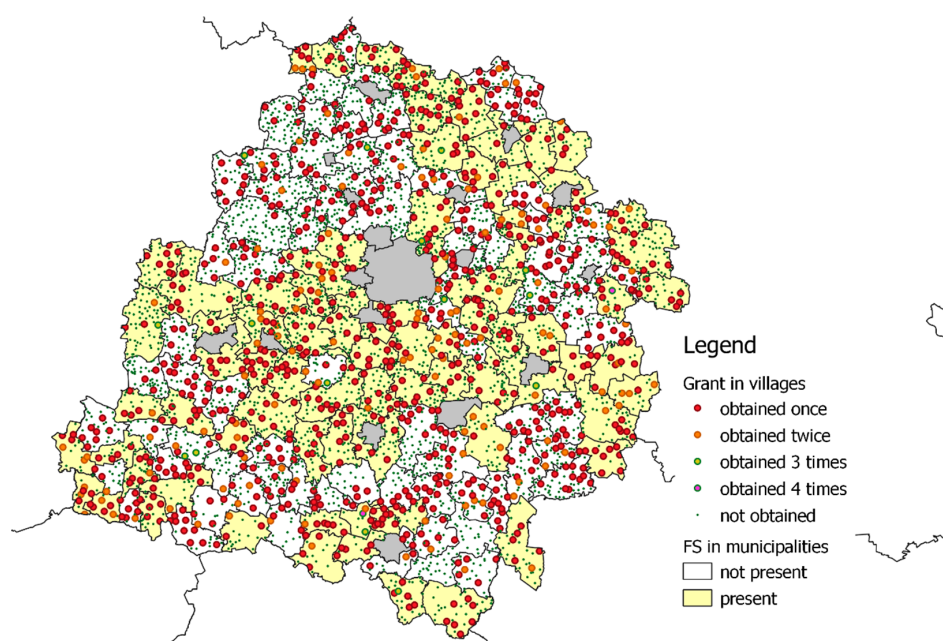 Legend
Grant in villages
obtained once
obtained twice
obtained 3 times
obtained 4 times
not obtained
FS in municipalities
not present
present